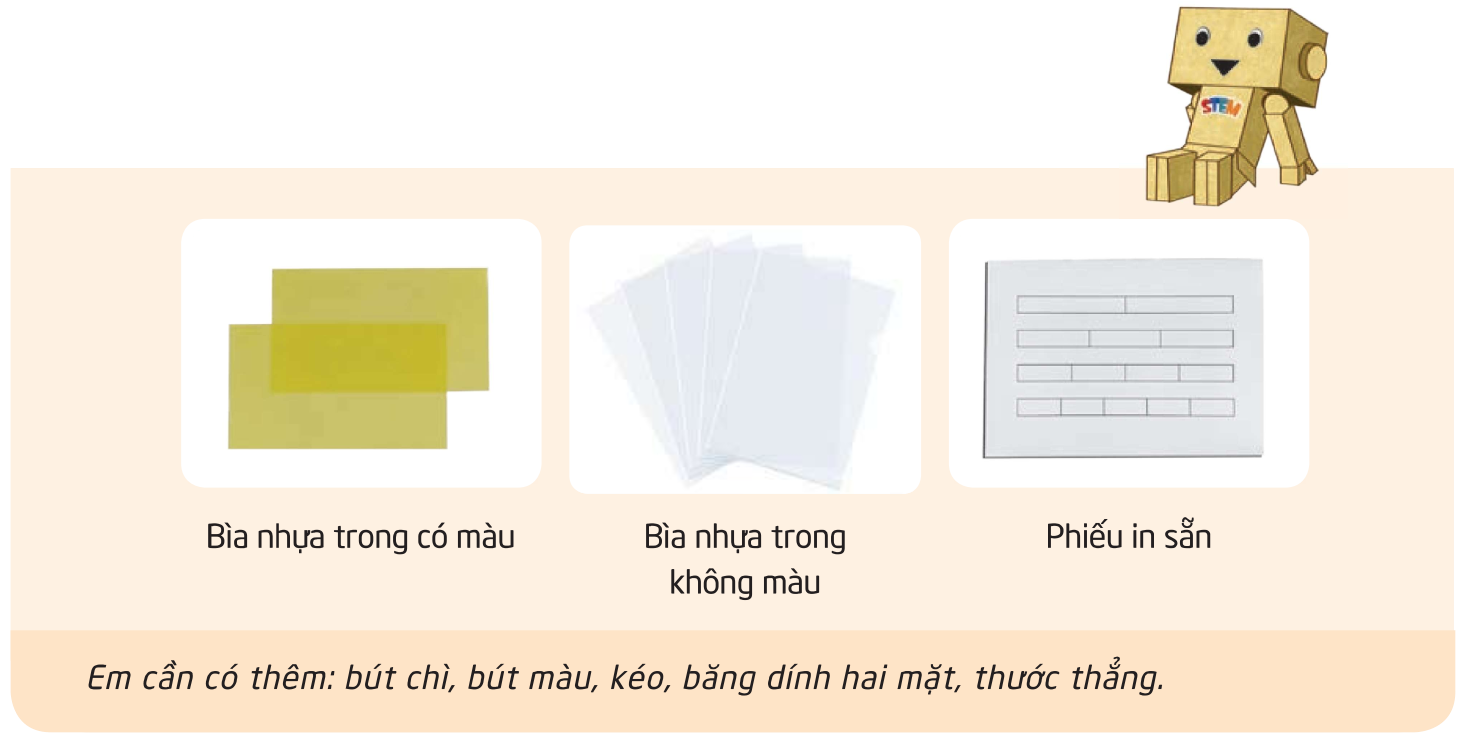 STEM
Bìa nhựa trong có màu
Bìa nhựa trong
không màu
Phiếu in sẵn
Em cần có thêm: bút chì, bút màu, kéo, băng dính hai mặt, thước thẳng.